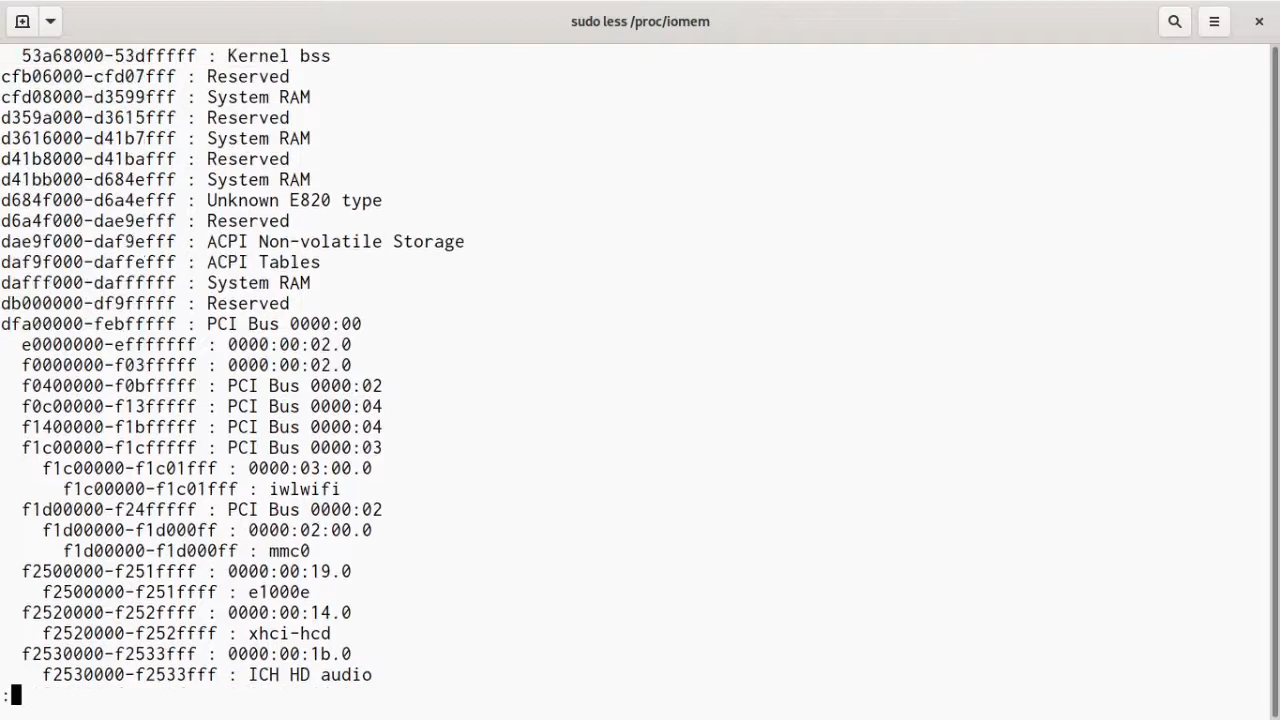 sudo less /proc/iomem
53a68000-53dfffff : Kernel bss
cfb06000-cfd07fff : Reserved
cfd08000-d3599fff : System RAM
d359a000-d3615fff : Reserved
d3616000-d41b7fff : System RAM
d41b8000-d41bafff : Reserved
d41bb000-d684efff : System RAM
d684f000-d6a4efff : Unknown E820 type
d6a4f000-dae9efff : Reserved
dae9f000-daf9efff : ACPI Non-volatile Storage
daf9f000-daffefff : ACPI Tables
dafff000-daffffff : System RAM
db000000-df9fffff : Reserved
dfa00000-febfffff : PCI Bus 0000:00
e0000000-efffffff : 0000:00:02.0
f0000000-f03fffff : 0000:00:02.0
f0400000-f0bfffff : PCI Bus 0000:02
f0c00000-f13fffff : PCI Bus 0000:04
f1400000-f1bfffff : PCI Bus 0000:04
f1c00000-f1cfffff : PCI Bus 0000:03
f1c00000-f1c01fff : 0000:03:00.0
f1c00000-f1c01fff : iwlwifi
f1d00000-f24fffff : PCI Bus 0000:02
f1d00000-f1d000ff : 0000:02:00.0
f1d00000-f1d000ff : mmc0
f2500000-f251ffff : 0000:00:19.0
f2500000-f251ffff : e1000e
f2520000-f252ffff : 0000:00:14.0
f2520000-f252ffff : xhci-hcd
f2530000-f2533fff : 0000:00:1b.0
f2530000-f2533fff : ICH HD audio
: